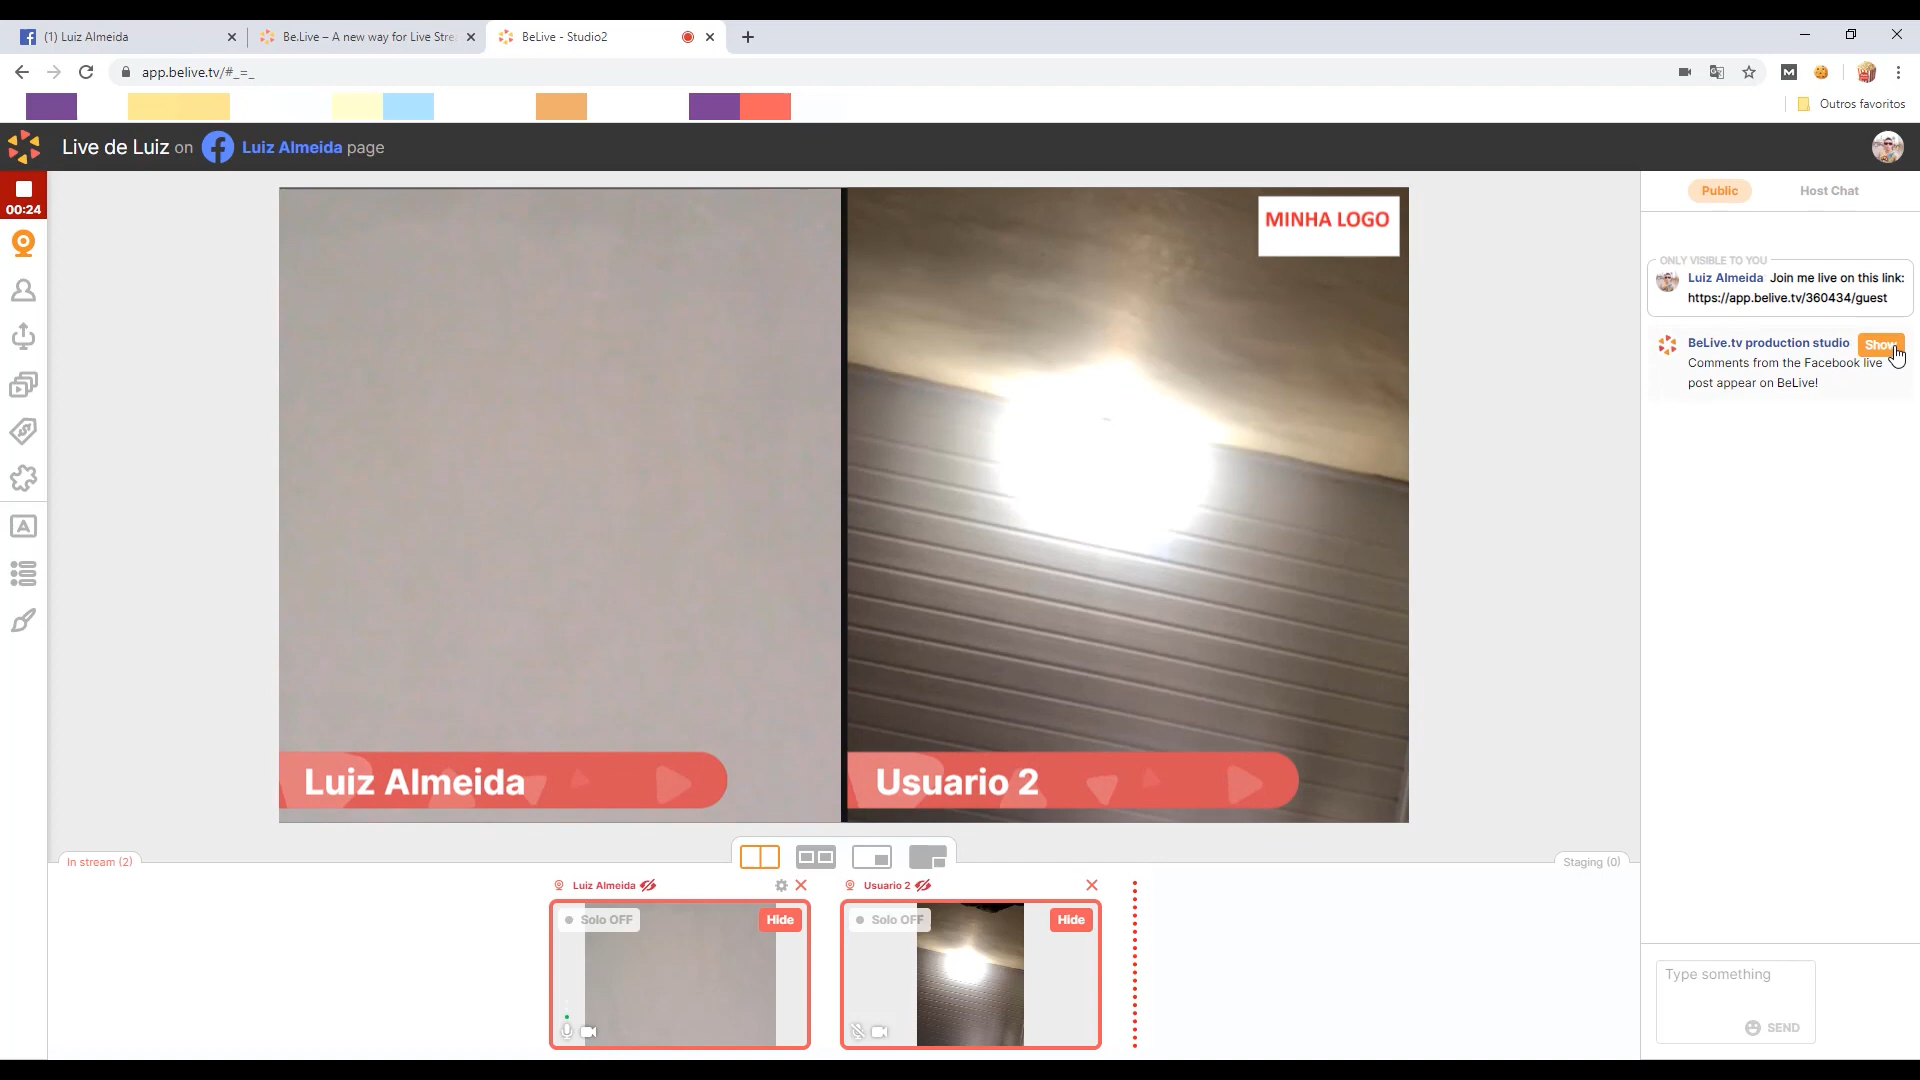 (1) Luiz Almeida
Be.Live – A new way for Live Stre
BeLive - Studio2
app.belive.tv/#_=_
M
Outros favoritos
Live de Luiz on Luiz Almeida page
00:24
Public
Host Chat
MINHA LOGO
ONLY VISIBLE TO YOU
Luiz Almeida Join me live on this link:
https://app.belive.tv/360434/guest
BeLive.tv production studio
Show
Comments from the Facebook live
post appear on BeLive!
A
Luiz Almeida
Usuario 2
In stream (2)
Staging (0)
Luiz Almeida
Usuario 2
Solo OFF
Hide
Solo OFF
Hide
Type something
SEND